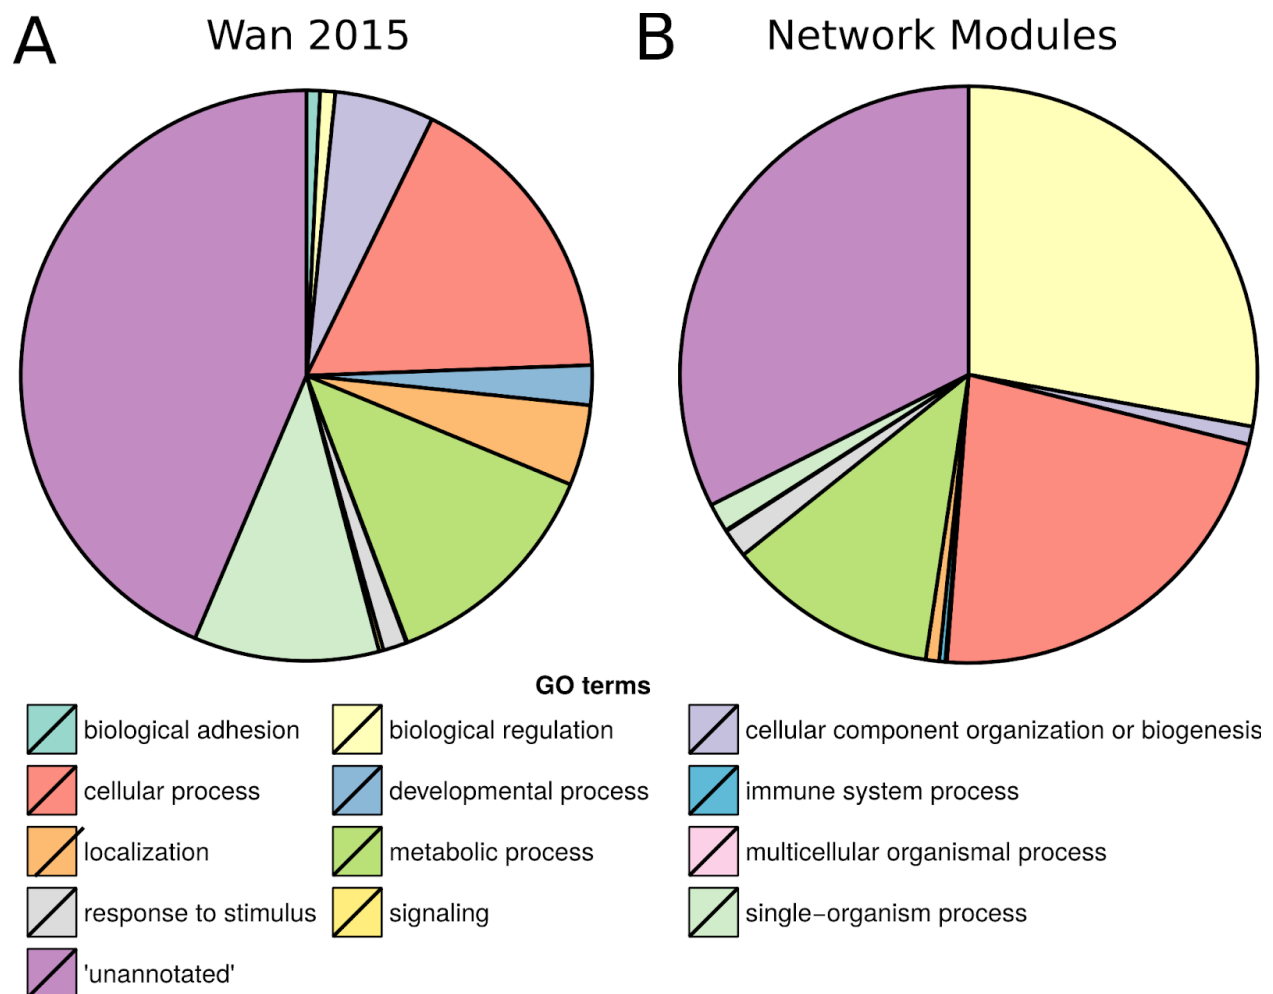 A Wan 2015 B Network Modules
GO terms
biological adhesion biological regulation cellular component organization or biogenesis
cellular process developmental process immune system process
localization metabolic process multicellular organismal process
response to stimulus signaling single−organism process
'unannotated'